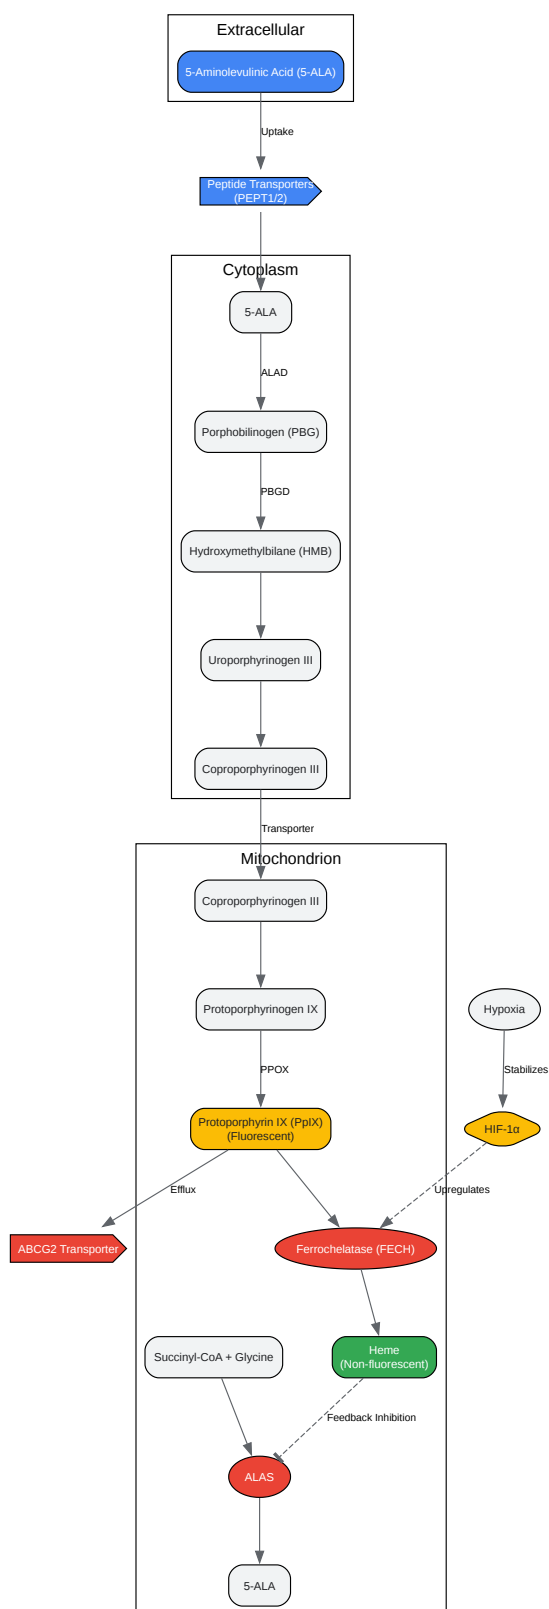 Extracellular
5-Aminolevulinic Acid (5-ALA)
Uptake
Peptide Transporters
(PEPT1/2)
Cytoplasm
5-ALA
ALAD
Porphobilinogen (PBG)
PBGD
Hydroxymethylbilane (HMB)
Uroporphyrinogen III
Coproporphyrinogen III
Transporter
Mitochondrion
Coproporphyrinogen III
Protoporphyrinogen IX
Hypoxia
PPOX
Stabilizes
Protoporphyrin IX (PpIX)
(Fluorescent)
HIF-1α
Efflux
Upregulates
ABCG2 Transporter
Ferrochelatase (FECH)
Succinyl-CoA + Glycine
Heme
(Non-fluorescent)
Feedback Inhibition
ALAS
5-ALA